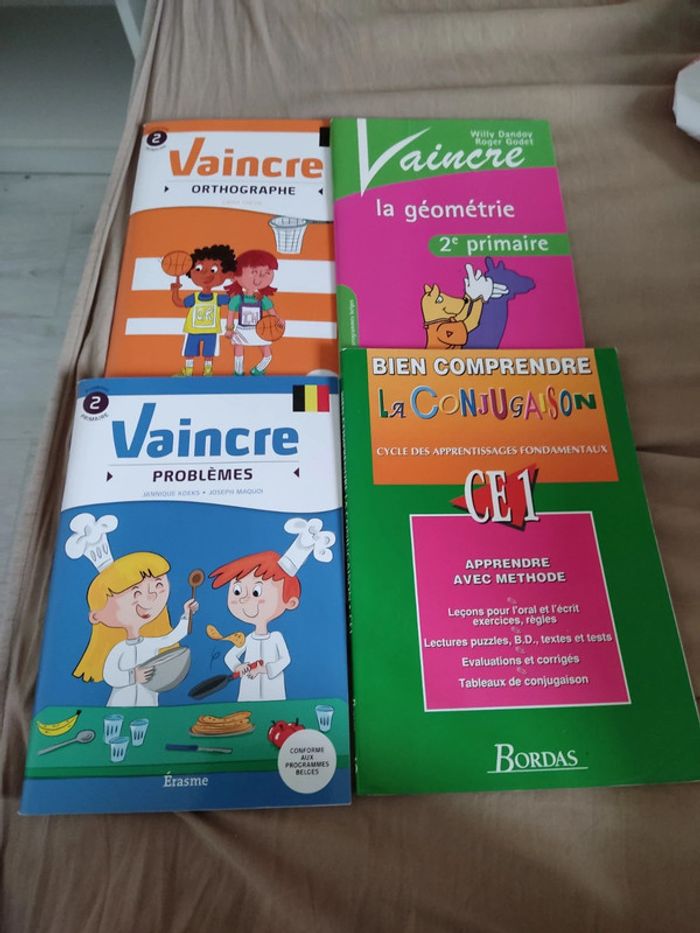 2
Vaincre
ORTHOGRAPHE
Willy Dandoy
Roger Godet
Vaincre
la géométrie
2e primaire
2
PRIMAIRE
Vaincre
PROBLÈMES
JANNIQUE KOEKS • JOSEPH MAQUOI
CONFORME
AUX
PROGRAMMES
BELGES
Érasme
BIEN COMPRENDRE
LA CONJUGAISON
CYCLE DES APPRENTISSAGES FONDAMENTAUX
CE 1
APPRENDRE
AVEC METHODE
Leçons pour l'oral et l'écrit
exercices, règles
Lectures puzzles, B.D., textes et tests
Evaluations et corrigés
Tableaux de conjugaison
BORDAS